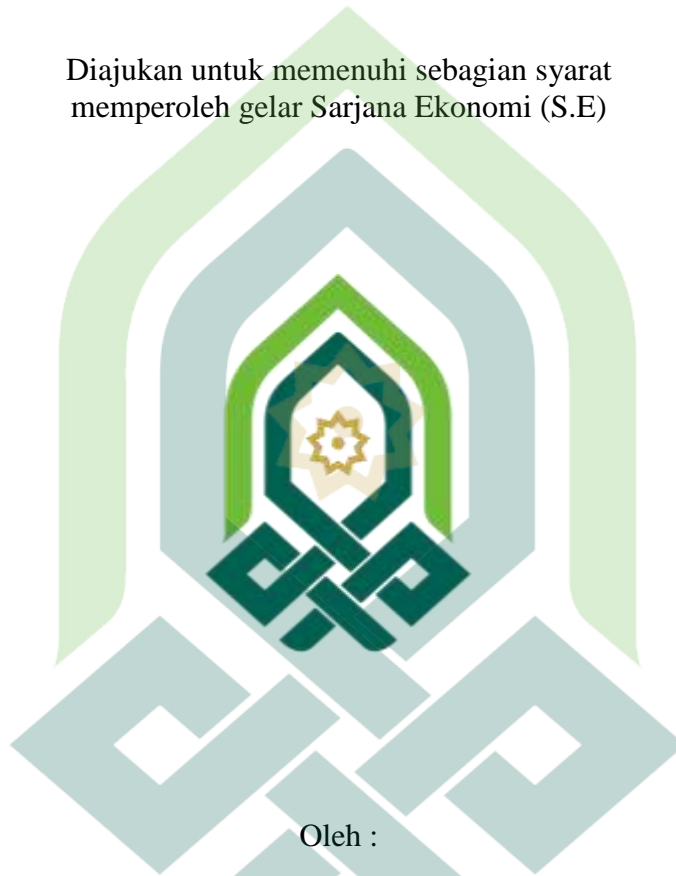 Diajukan untuk memenuhi sebagian syarat
memperoleh gelar Sarjana Ekonomi (S.E)
Oleh :